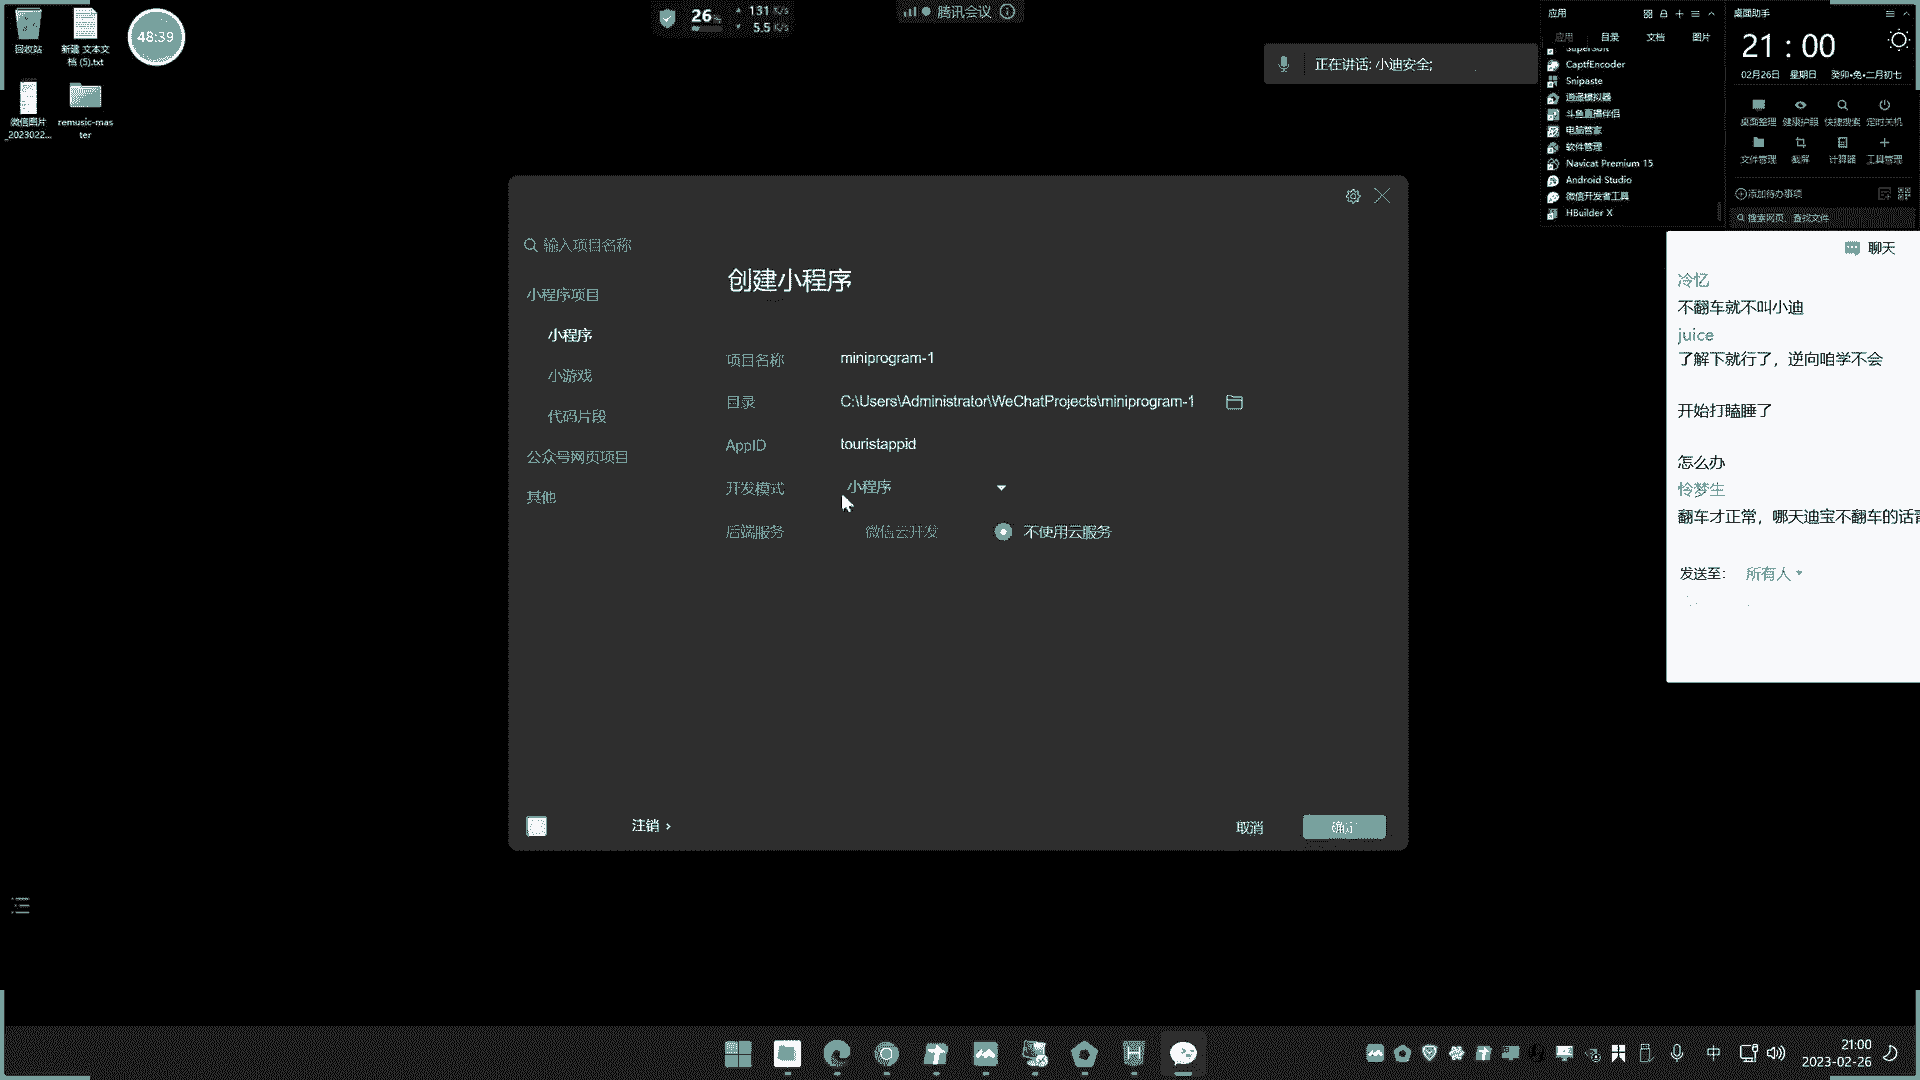 回收站
新建 文本文
档 (5).txt
48:39
微信图片
_2023022...
remusic-mas
ter
26%
131 K/s
5.5 K/s
腾讯会议
正在讲话: 小迪安全;
应用
应用
目录
文档
图片
CaptfEncoder
Snipaste
逍遥模拟器
斗鱼直播伴侣
电脑管家
软件管理
Navicat Premium 15
Android Studio
微信开发者工具
HBuilder X
桌面助手
21:00
02月26日 星期日 癸卯•兔•二月初七
桌面整理 健康护眼 快捷搜索 定时关机
文件管理 截屏 计算器 工具管理
添加待办事项
搜索网页、查找文件
输入项目名称
小程序项目
小程序
小游戏
代码片段
公众号网页项目
其他
创建小程序
项目名称 miniprogram-1
目录 C:\Users\Administrator\WeChatProjects\miniprogram-1
AppID touristappid
开发模式 小程序
后端服务 微信云开发 不使用云服务
注销 ›
取消
确定
聊天
冷忆
不翻车就不叫小迪
juice
了解下就行了，逆向咱学不会
开始打瞌睡了
怎么办
怜梦生
翻车才正常，哪天迪宝不翻车的话
发送至: 所有人
中
21:00
2023-02-26